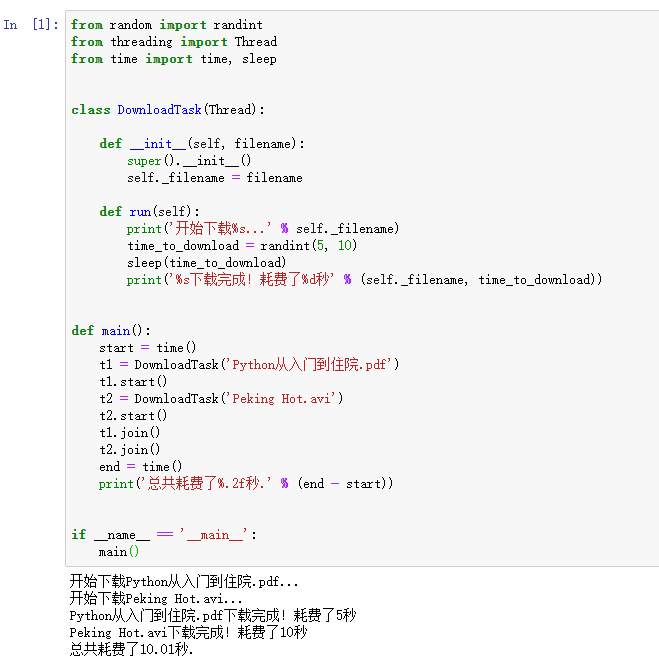 In [1]:
from random import randint
from threading import Thread
from time import time, sleep
class DownloadTask(Thread):
def __init__(self, filename):
super().__init__()
self._filename = filename
def run(self):
print('开始下载%s...' % self._filename)
time_to_download = randint(5, 10)
sleep(time_to_download)
print('%s下载完成! 耗费了%d秒' % (self._filename, time_to_download))
def main():
start = time()
t1 = DownloadTask('Python从入门到住院.pdf')
t1.start()
t2 = DownloadTask('Peking Hot.avi')
t2.start()
t1.join()
t2.join()
end = time()
print('总共耗费了%.2f秒.' % (end - start))
if __name__ == '__main__':
main()
开始下载Python从入门到住院.pdf...
开始下载Peking Hot.avi...
Python从入门到住院.pdf下载完成! 耗费了5秒
Peking Hot.avi下载完成! 耗费了10秒
总共耗费了10.01秒.